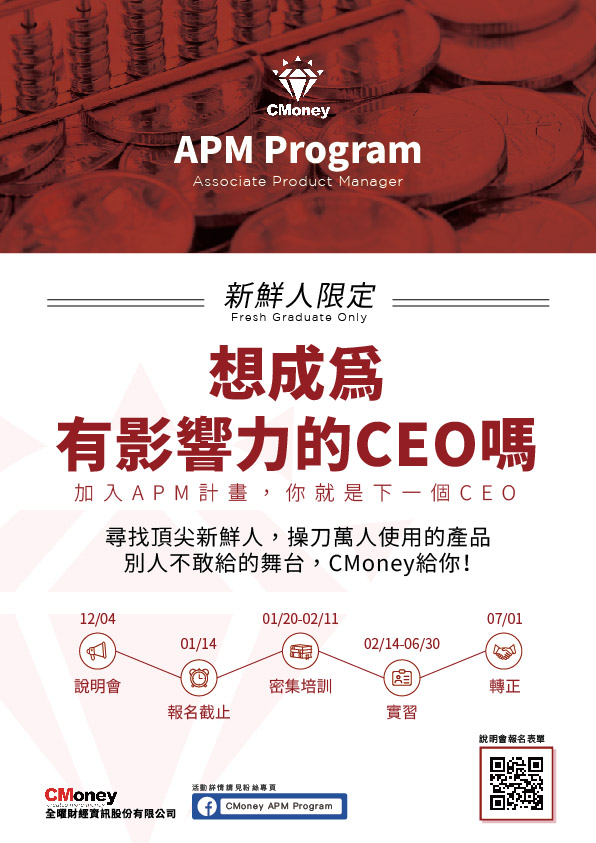 CMoney
APM Program
Associate Product Manager
新鮮人限定
Fresh Graduate Only
想成為
有影響力的CEO嗎
加入APM計畫，你就是下一個CEO
尋找頂尖新鮮人，操刀萬人使用的產品
別人不敢給的舞台，CMoney給你！
12/04
說明會
01/14
報名截止
01/20-02/11
密集培訓
02/14-06/30
實習
07/01
轉正
說明會報名表單
CMoney
全曜財經資訊股份有限公司
活動詳情請見粉絲專頁
CMoney APM Program